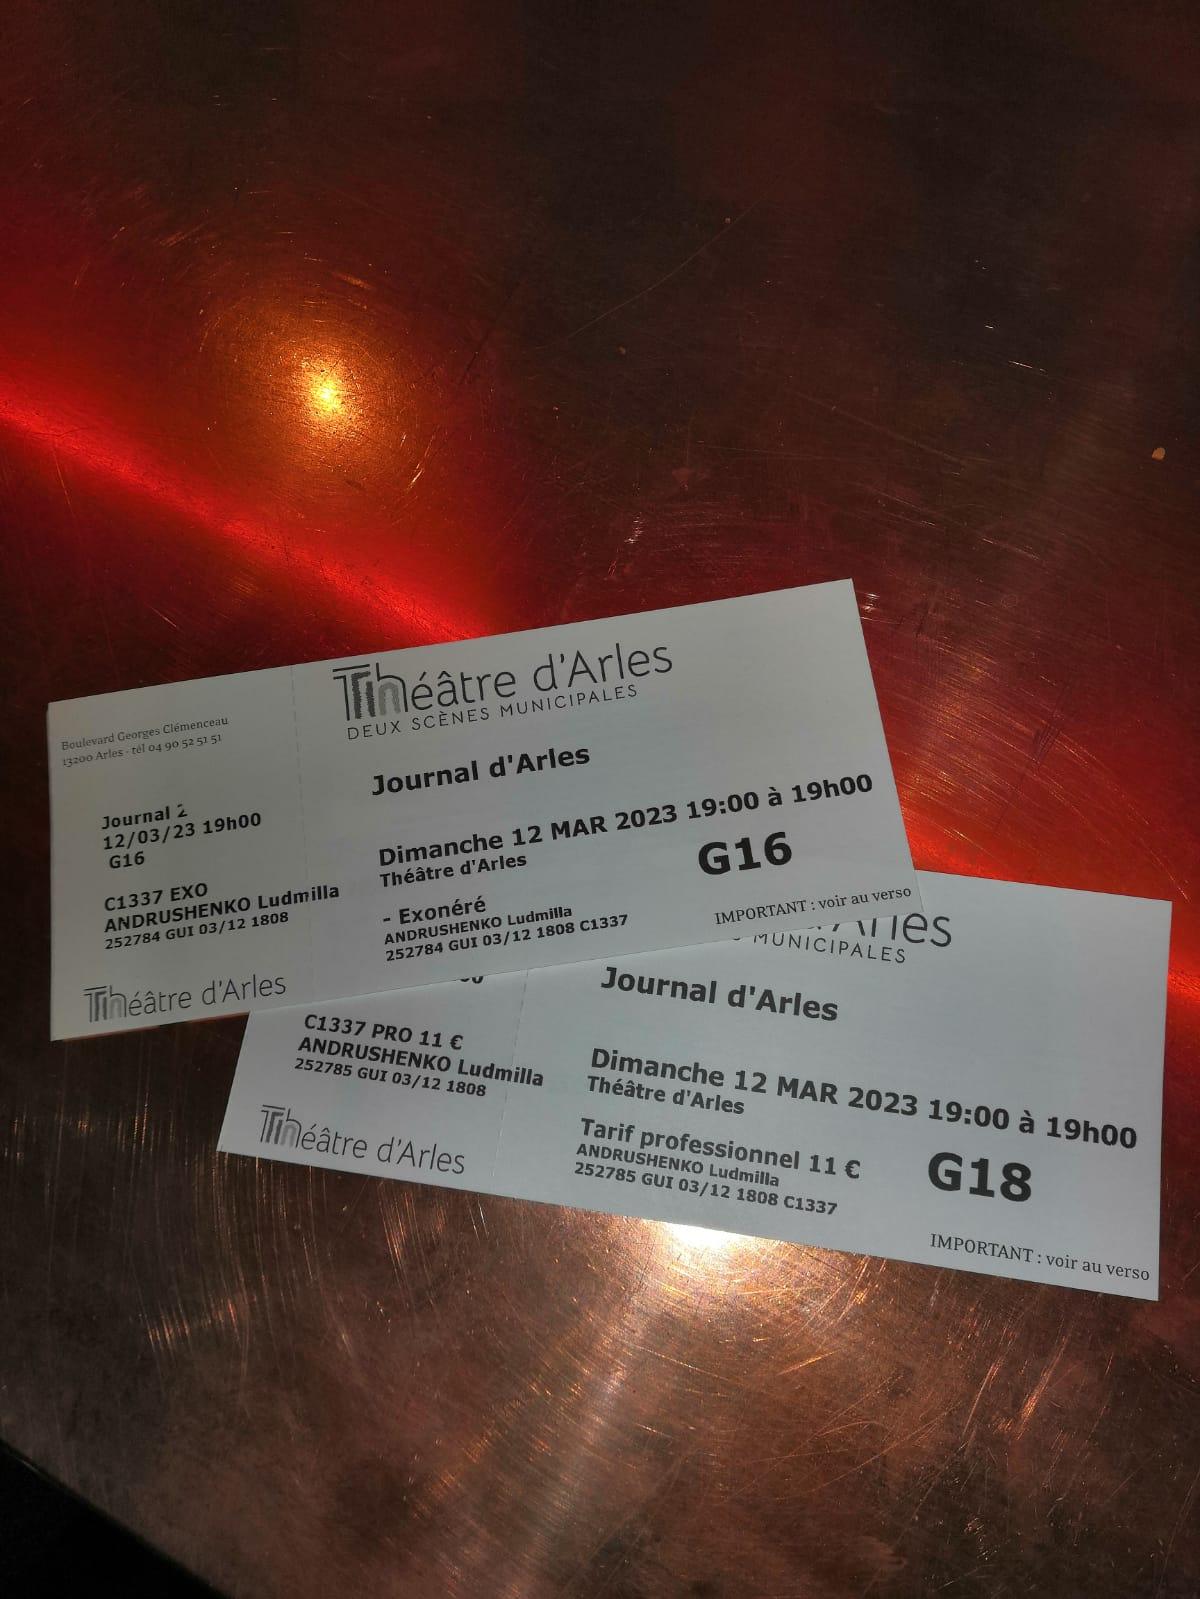 Boulevard Georges Clémenceau
13200 Arles - tél 04 90 52 51 51
Journal 2
12/03/23 19h00
G16
C1337 EXO
ANDRUSHENKO Ludmilla
252784 GUI 03/12 1808
Théâtre d'Arles
Théâtre d'Arles
DEUX SCÈNES MUNICIPALES
Journal d'Arles
Dimanche 12 MAR 2023 19:00 à 19h00
Théâtre d'Arles
G16
- Exonéré
ANDRUSHENKO Ludmilla
252784 GUI 03/12 1808 C1337
IMPORTANT : voir au verso
C1337 PRO 11 €
ANDRUSHENKO Ludmilla
252785 GUI 03/12 1808
Théâtre d'Arles
Arles
MUNICIPALES
Journal d'Arles
Dimanche 12 MAR 2023 19:00 à 19h00
Théâtre d'Arles
Tarif professionnel 11 €
ANDRUSHENKO Ludmilla
252785 GUI 03/12 1808 C1337
G18
IMPORTANT : voir au verso